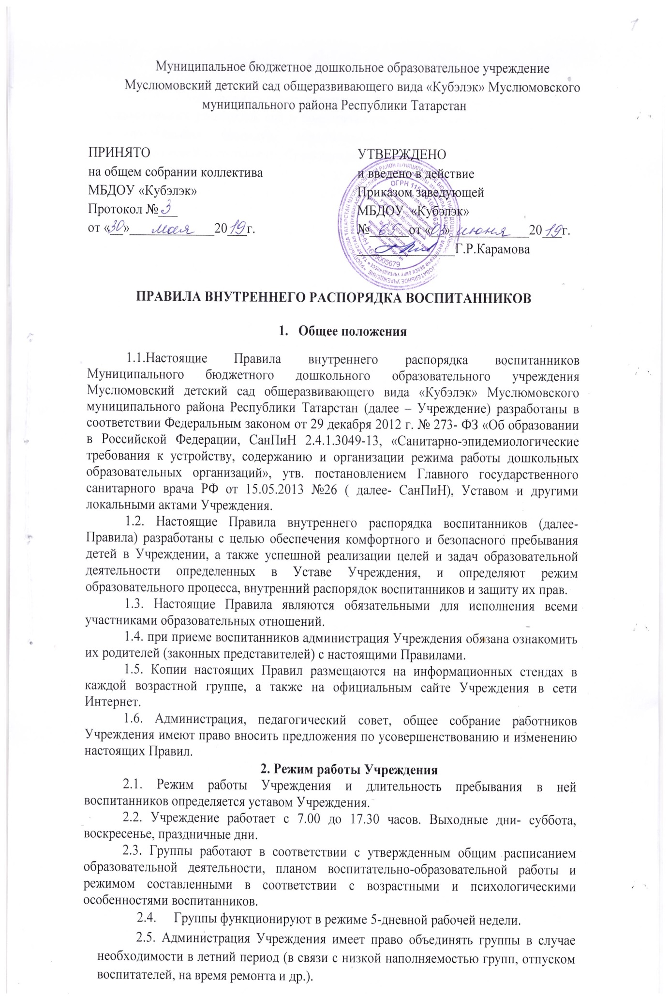 1
Муниципальное бюджетное дошкольное образовательное учреждение
Муслюмовский детский сад общеразвивающего вида «Кубэлэк» Муслюмовского
муниципального района Республики Татарстан
ПРИНЯТО
на общем собрании коллектива
МБДОУ «Кубэлэк»
Протокол № 3
от «30» мая 2019 г.
УТВЕРЖДЕНО
и введено в действие
Приказом заведующей
МБДОУ «Кубэлэк»
№ 65 от «03» июня 2019 г.
Г.Р.Карамова
ПРАВИЛА ВНУТРЕННЕГО РАСПОРЯДКА ВОСПИТАННИКОВ
1. Общее положения
1.1.Настоящие Правила внутреннего распорядка воспитанников
Муниципального бюджетного дошкольного образовательного учреждения
Муслюмовский детский сад общеразвивающего вида «Кубэлэк» Муслюмовского
муниципального района Республики Татарстан (далее – Учреждение) разработаны в
соответствии Федеральным законом от 29 декабря 2012 г. № 273- ФЗ «Об образовании
в Российской Федерации, СанПиН 2.4.1.3049-13, «Санитарно-эпидемиологические
требования к устройству, содержанию и организации режима работы дошкольных
образовательных организаций», утв. постановлением Главного государственного
санитарного врача РФ от 15.05.2013 №26 ( далее- СанПиН), Уставом и другими
локальными актами Учреждения.
1.2. Настоящие Правила внутреннего распорядка воспитанников (далее-
Правила) разработаны с целью обеспечения комфортного и безопасного пребывания
детей в Учреждении, а также успешной реализации целей и задач образовательной
деятельности определенных в Уставе Учреждения, и определяют режим
образовательного процесса, внутренний распорядок воспитанников и защиту их прав.
1.3. Настоящие Правила являются обязательными для исполнения всеми
участниками образовательных отношений.
1.4. при приеме воспитанников администрация Учреждения обязана ознакомить
их родителей (законных представителей) с настоящими Правилами.
1.5. Копии настоящих Правил размещаются на информационных стендах в
каждой возрастной группе, а также на официальным сайте Учреждения в сети
Интернет.
1.6. Администрация, педагогический совет, общее собрание работников
Учреждения имеют право вносить предложения по усовершенствованию и изменению
настоящих Правил.
2. Режим работы Учреждения
2.1. Режим работы Учреждения и длительность пребывания в ней
воспитанников определяется уставом Учреждения.
2.2. Учреждение работает с 7.00 до 17.30 часов. Выходные дни- суббота,
воскресенье, праздничные дни.
2.3. Группы работают в соответствии с утвержденным общим расписанием
образовательной деятельности, планом воспитательно-образовательной работы и
режимом составленными в соответствии с возрастными и психологическими
особенностями воспитанников.
2.4. Группы функционируют в режиме 5-дневной рабочей недели.
2.5. Администрация Учреждения имеет право объединять группы в случае
необходимости в летний период (в связи с низкой наполняемостью групп, отпуском
воспитателей, на время ремонта и др.).